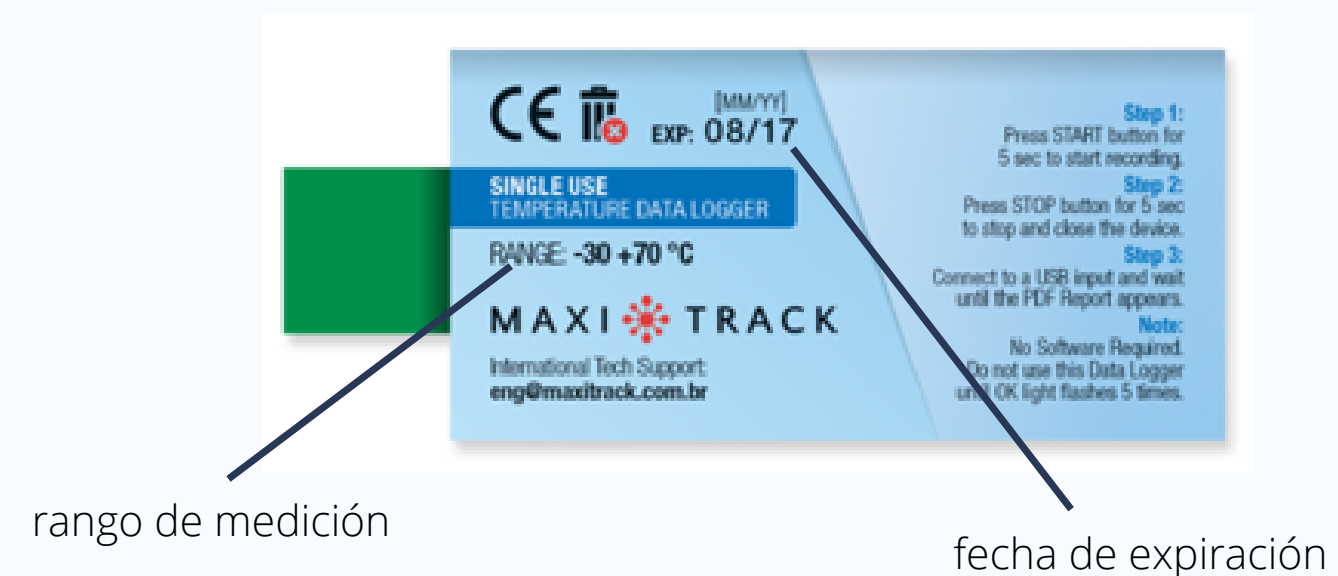 CE
[MM/YY]
EXP: 08/17
SINGLE USE
TEMPERATURE DATA LOGGER
RANGE: -30 +70 °C
MAXI TRACK
International Tech Support:
eng@maxitrack.com.br
Step 1:
Press START button for
5 sec to start recording.
Step 2:
Press STOP button for 5 sec
to stop and close the device.
Step 3:
Connect to a USB input and wait
until the PDF Report appears.
Note:
No Software Required.
Do not use this Data Logger
until OK light flashes 5 times.
rango de medición
fecha de expiración